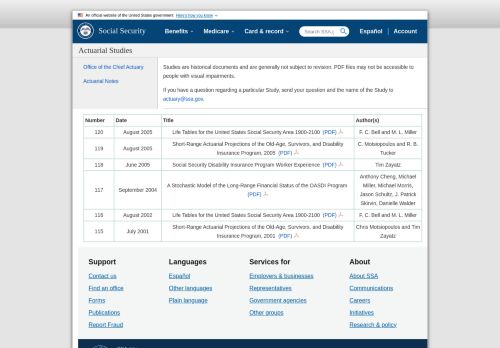 An official website of the United States government Here's how you know
Social Security
Benefits Medicare Card & record Search SSA Español Account
Actuarial Studies
Office of the Chief Actuary
Actuarial Notes
Studies are historical documents and are generally not subject to revision. PDF files may not be accessible to
people with visual impairments.
If you have a question regarding a particular Study, send your question and the name of the Study to
actuary@ssa.gov.
Number Date Title Author(s)
120 August 2005 Life Tables for the United States Social Security Area 1900-2100 (PDF) F. C. Bell and M. L. Miller
119 August 2005 Short-Range Actuarial Projections of the Old-Age, Survivors, and Disability Insurance Program, 2005 (PDF) C. Motsiopoulos and R. B. Tucker
118 June 2005 Social Security Disability Insurance Program Worker Experience (PDF) Tim Zayatz
117 September 2004 A Stochastic Model of the Long-Range Financial Status of the OASDI Program (PDF) Anthony Cheng, Michael Miller, Michael Morris, Jason Schultz, J. Patrick Skirvin, Danielle Walder
116 August 2002 Life Tables for the United States Social Security Area 1900-2100 (PDF) F. C. Bell and M. L. Miller
115 July 2001 Short-Range Actuarial Projections of the Old-Age, Survivors, and Disability Insurance Program, 2001 (PDF) Chris Motsiopoulos and Tim Zayatz
Support Languages Services for About
Contact us Español Employers & businesses About SSA
Find an office Other languages Representatives Communications
Forms Plain language Government agencies Careers
Publications Other groups Initiatives
Report Fraud Research & policy